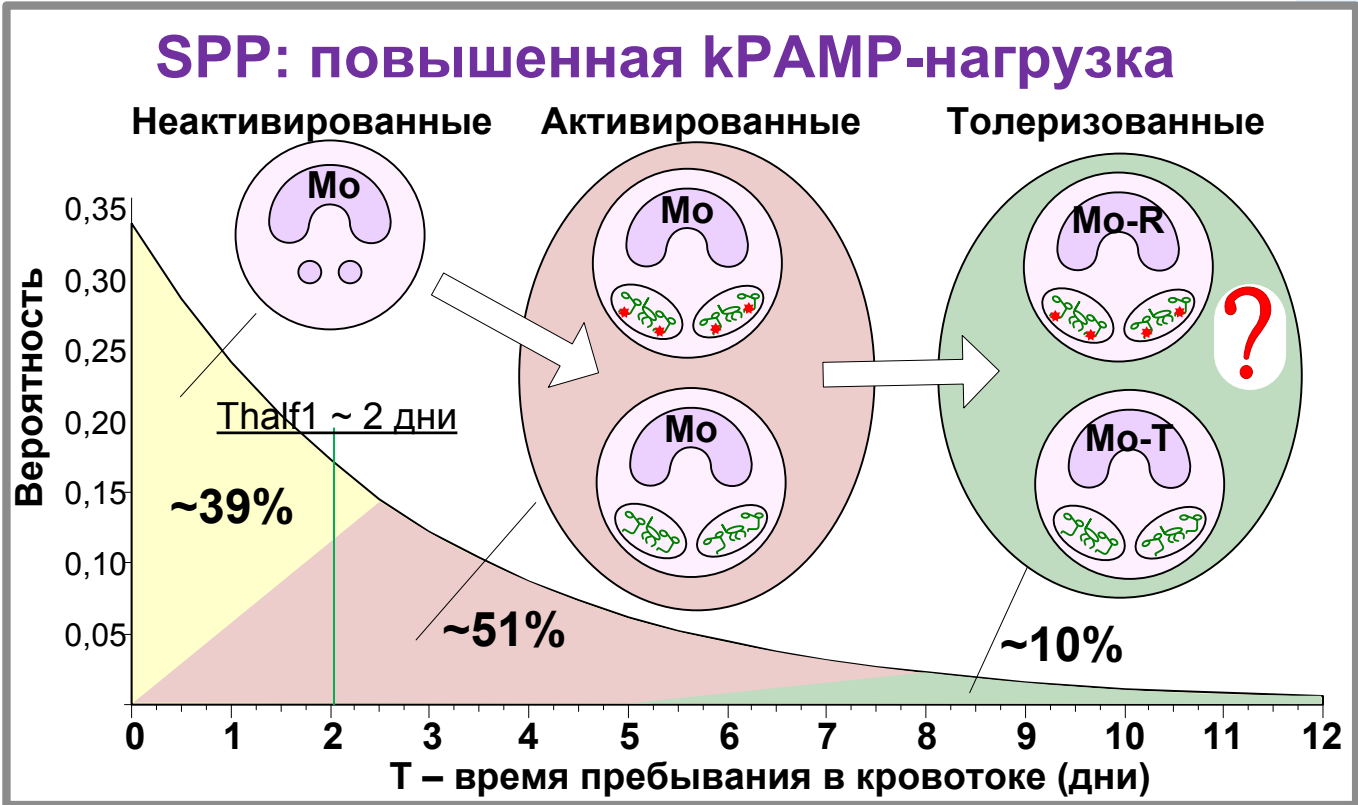 SPP: повышенная kPAMP-нагрузка
Неактивированные Активированные Толеризованные
Mo
Mo
Mo-R
?
Mo
Mo-T
Вероятность
0,35
0,30
0,25
0,20
0,15
0,10
0,05
Thalf1 ~ 2 дни
~39%
~51%
~10%
0 1 2 3 4 5 6 7 8 9 10 11 12
T – время пребывания в кровотоке (дни)